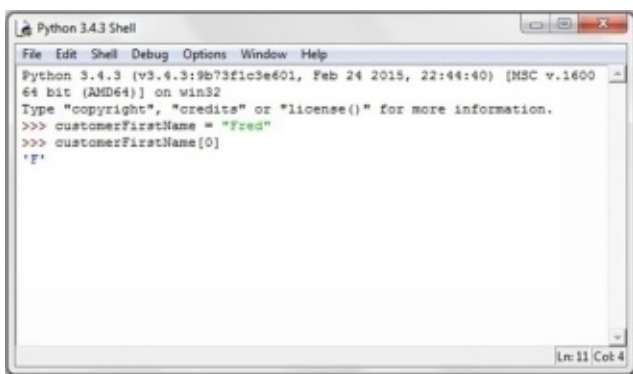 Python 3.4.3 Shell
File Edit Shell Debug Options Window Help
Python 3.4.3 (v3.4.3:9b73f1c3e601, Feb 24 2015, 22:44:40) [MSC v.1600
64 bit (AMD64)] on win32
Type "copyright", "credits" or "license()" for more information.
>>> customerFirstName = "Fred"
>>> customerFirstName[0]
'F'
Ln: 11 Col: 4